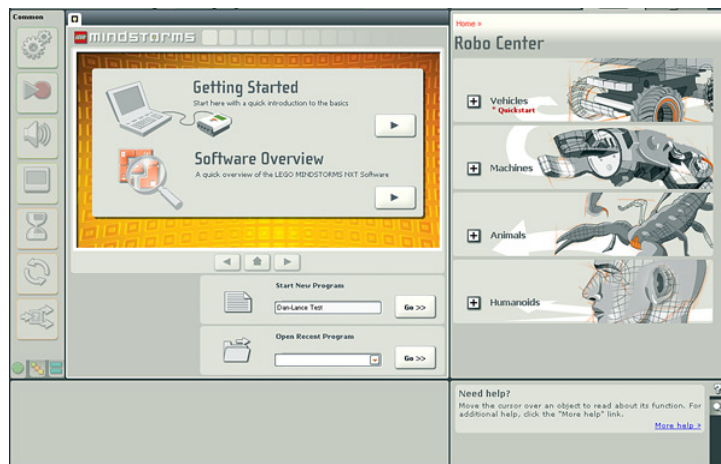 Common
LEGO mindstorms
Getting Started
Start here with a quick introduction to the basics
Software Overview
A quick overview of the LEGO MINDSTORMS NXT Software
Start New Program
Dan-Lance Test
Go >>
Open Recent Program
Go >>
Home »
Robo Center
Vehicles
* Quickstart
Machines
Animals
Humanoids
Need help?
Move the cursor over an object to read about its function. For
additional help, click the "More help" link.
More help »
?